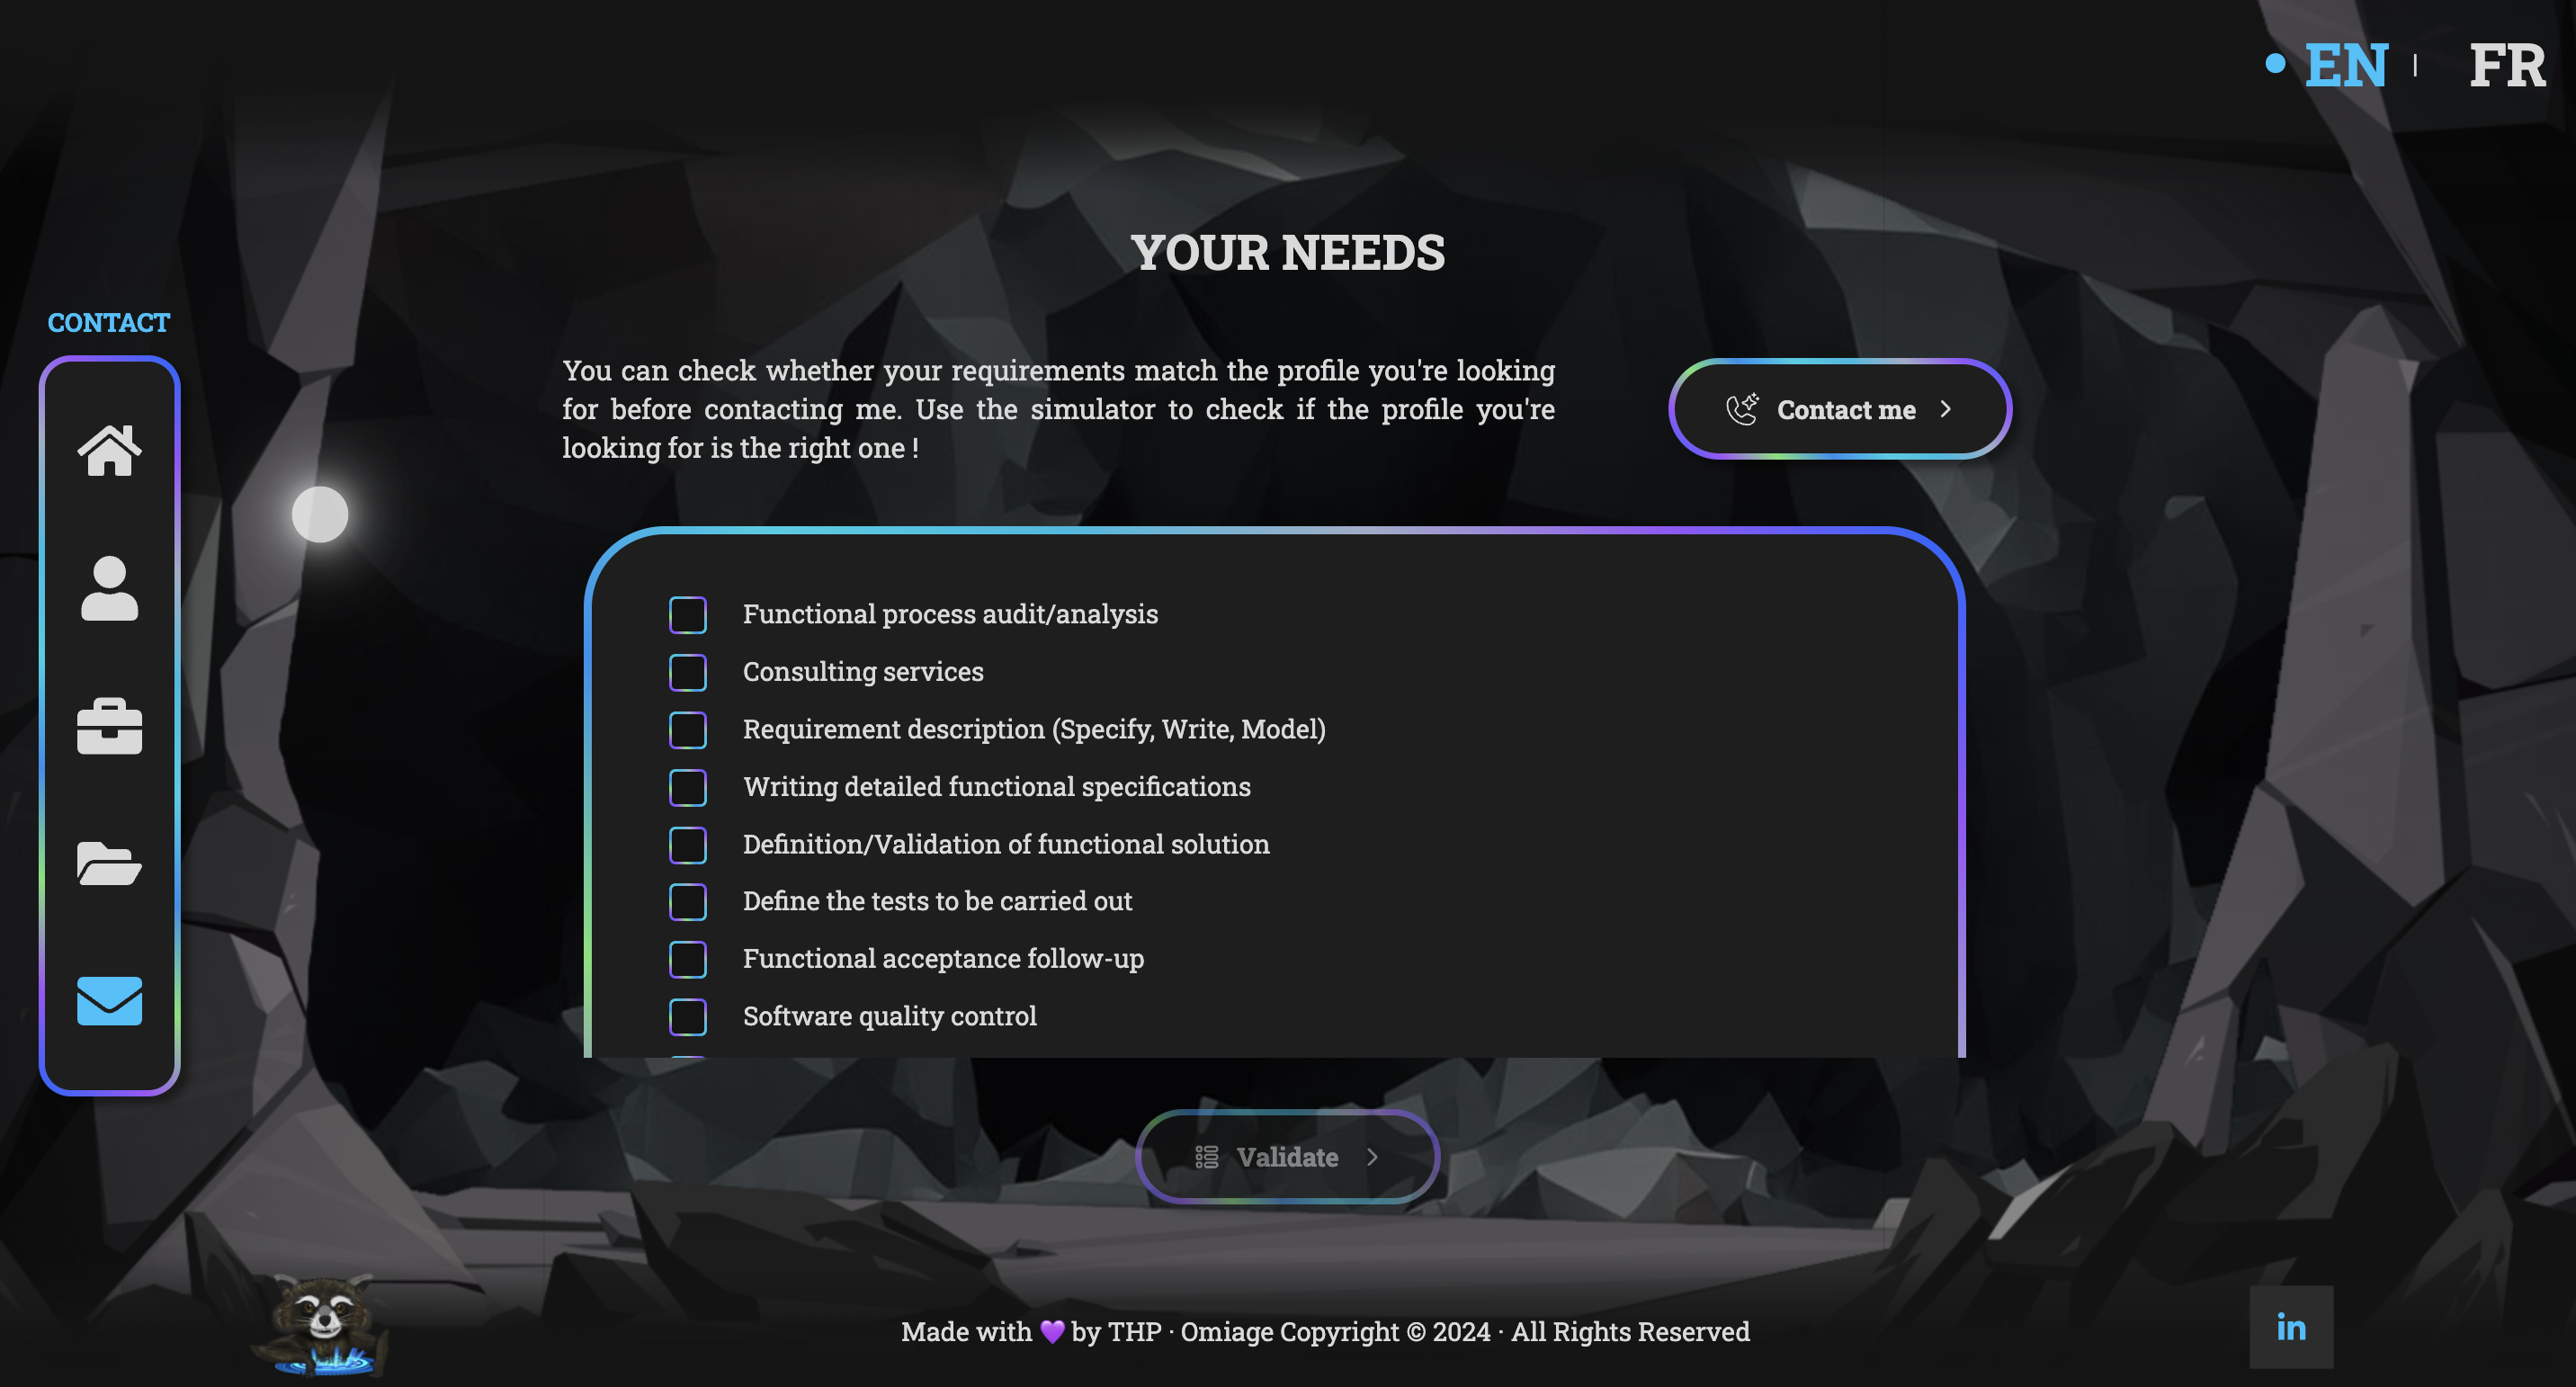 EN | FR
YOUR NEEDS
CONTACT
You can check whether your requirements match the profile you're looking
for before contacting me. Use the simulator to check if the profile you're
looking for is the right one !
Contact me
Functional process audit/analysis
Consulting services
Requirement description (Specify, Write, Model)
Writing detailed functional specifications
Definition/Validation of functional solution
Define the tests to be carried out
Functional acceptance follow-up
Software quality control
Validate
Made with 💜 by THP · Omiage Copyright © 2024 · All Rights Reserved
in